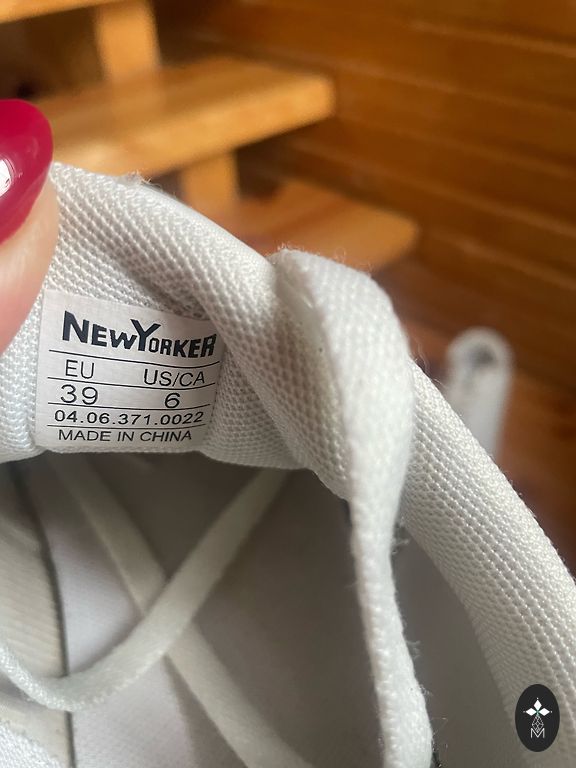 NEWYORKER
EU US/CA
39 6
04.06.371.0022
MADE IN CHINA
M